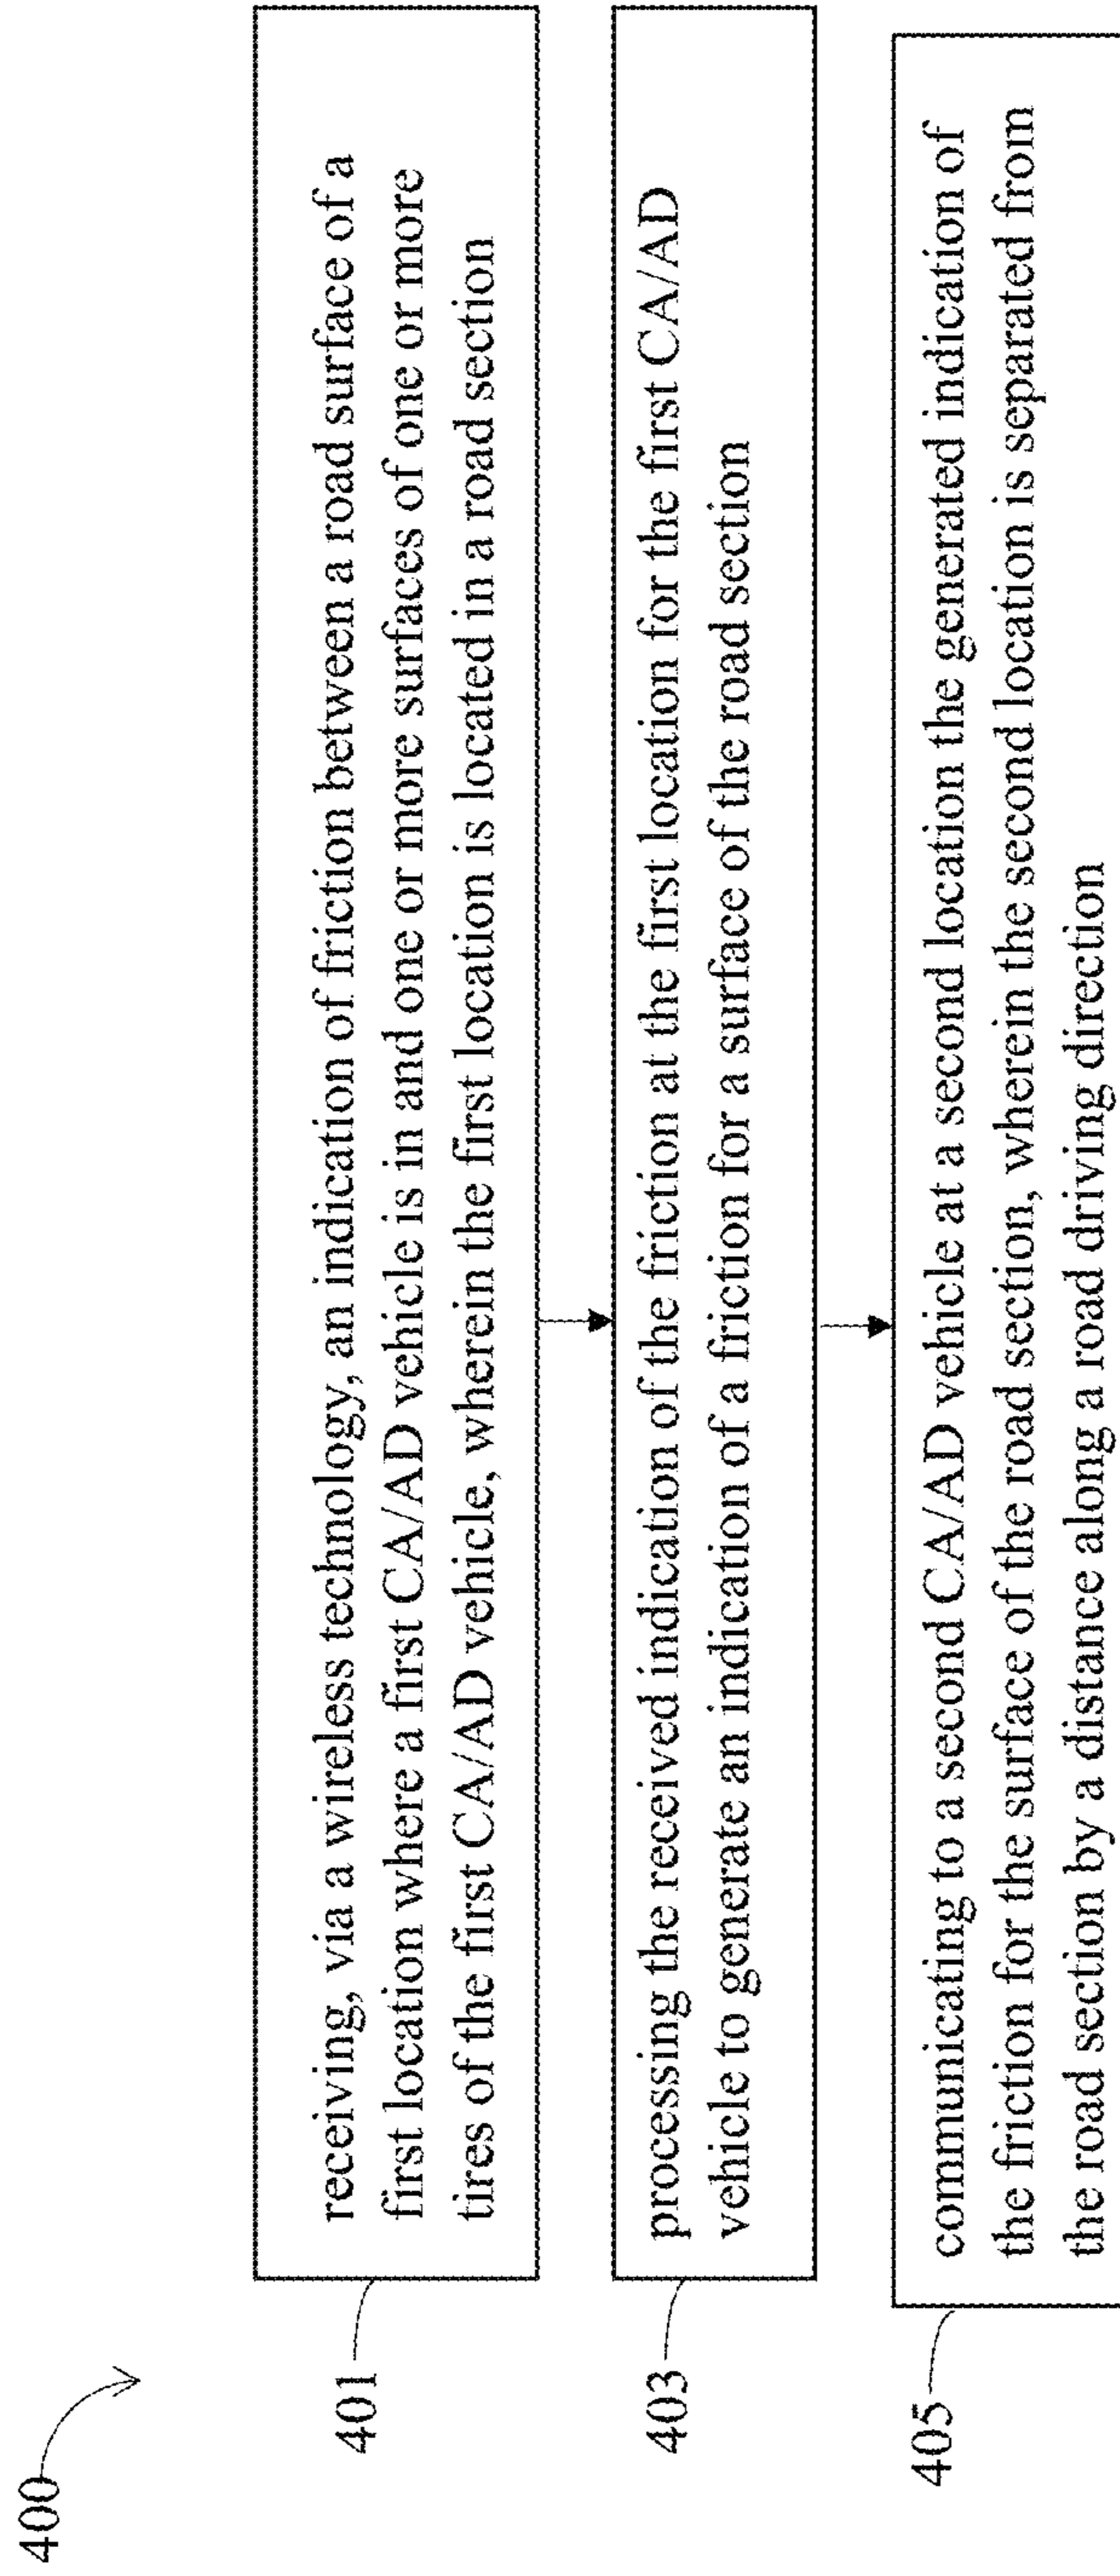 400
401
receiving, via a wireless technology, an indication of friction between a road surface of a
first location where a first CA/AD vehicle is in and one or more surfaces of one or more
tires of the first CA/AD vehicle, wherein the first location is located in a road section
403
processing the received indication of the friction at the first location for the first CA/AD
vehicle to generate an indication of a friction for a surface of the road section
405
communicating to a second CA/AD vehicle at a second location the generated indication of
the friction for the surface of the road section, wherein the second location is separated from
the road section by a distance along a road driving direction